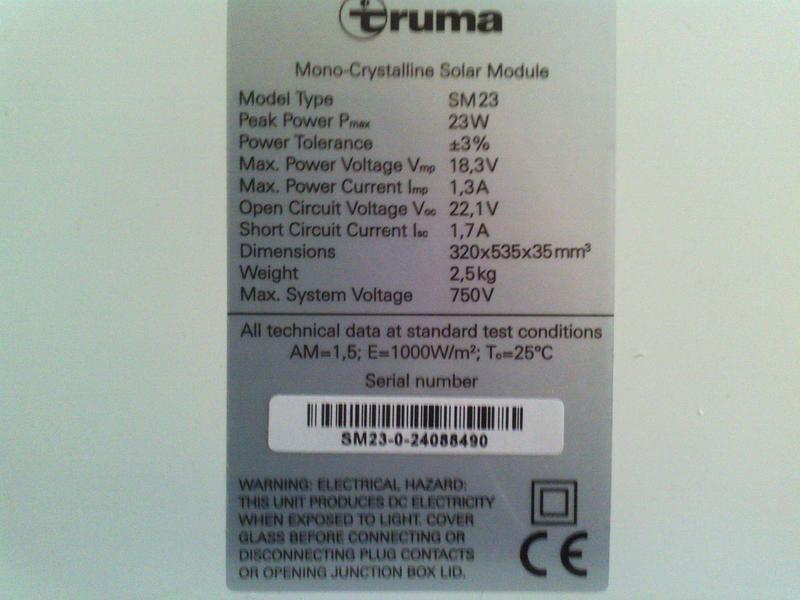 truma
Mono-Crystalline Solar Module
Model Type SM23
Peak Power Pmax 23W
Power Tolerance ±3%
Max. Power Voltage Vmp 18,3V
Max. Power Current Imp 1,3A
Open Circuit Voltage Voc 22,1V
Short Circuit Current Isc 1,7A
Dimensions 320x535x35mm³
Weight 2,5kg
Max. System Voltage 750V
All technical data at standard test conditions
AM=1,5; E=1000W/m²; Tc=25°C
Serial number
SM23-0-24088490
WARNING: ELECTRICAL HAZARD:
THIS UNIT PRODUCES DC ELECTRICITY
WHEN EXPOSED TO LIGHT. COVER
GLASS BEFORE CONNECTING OR
DISCONNECTING PLUG CONTACTS
OR OPENING JUNCTION BOX LID.
CE